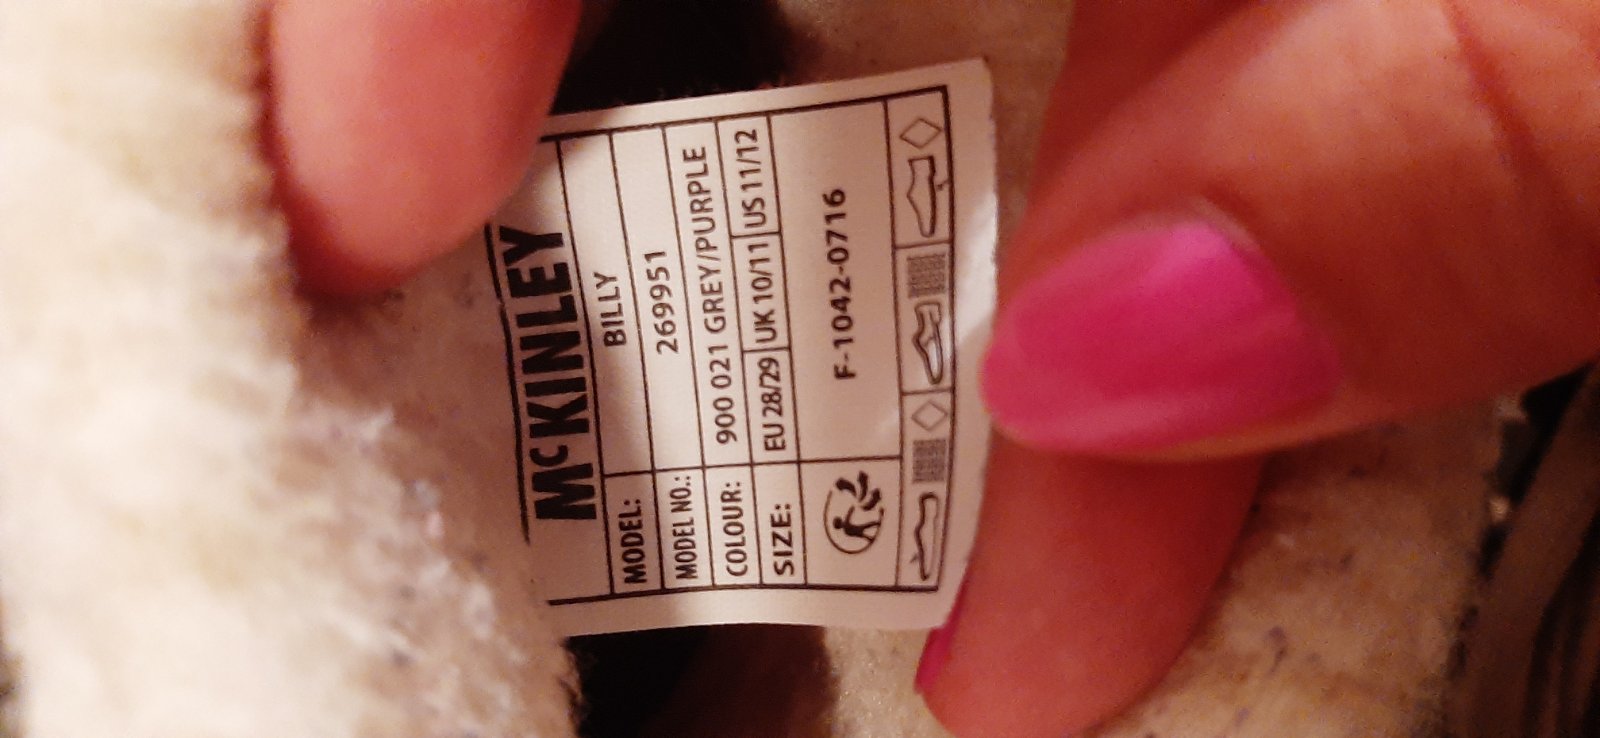 McKINLEY
MODEL: BILLY
MODEL NO.: 269951
COLOUR: 900 021 GREY/PURPLE
SIZE: EU 28/29 UK 10/11 US 11/12
F-1042-0716